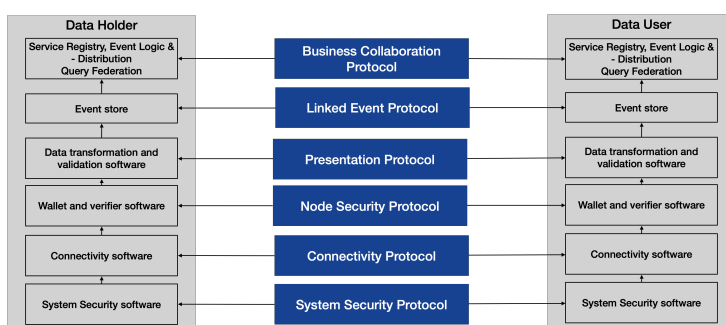 Data Holder
Service Registry, Event Logic &
- Distribution
Query Federation
Event store
Data transformation and
validation software
Wallet and verifier software
Connectivity software
System Security software
Business Collaboration
Protocol
Linked Event Protocol
Presentation Protocol
Node Security Protocol
Connectivity Protocol
System Security Protocol
Data User
Service Registry, Event Logic &
- Distribution
Query Federation
Event store
Data transformation and
validation software
Wallet and verifier software
Connectivity software
System Security software